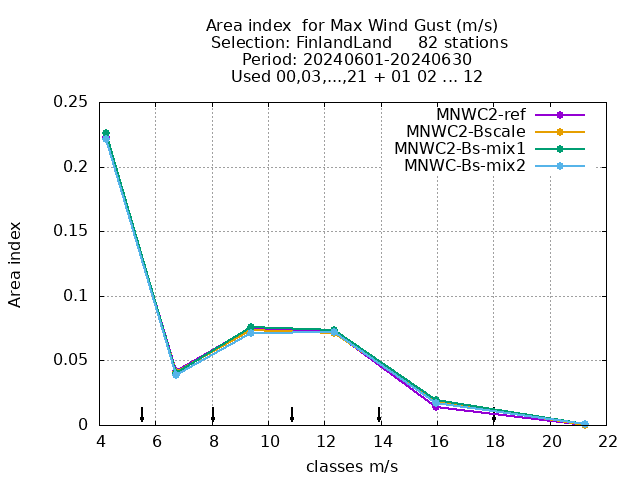 Area index  for Max Wind Gust (m/s)
Selection: FinlandLand     82 stations
Period: 20240601-20240630
Used 00,03,...,21 + 01 02 ... 12
MNWC2-ref
MNWC2-Bscale
MNWC2-Bs-mix1
MNWC-Bs-mix2
0.25
0.2
0.15
0.1
0.05
0
Area index
4 6 8 10 12 14 16 18 20 22
classes m/s